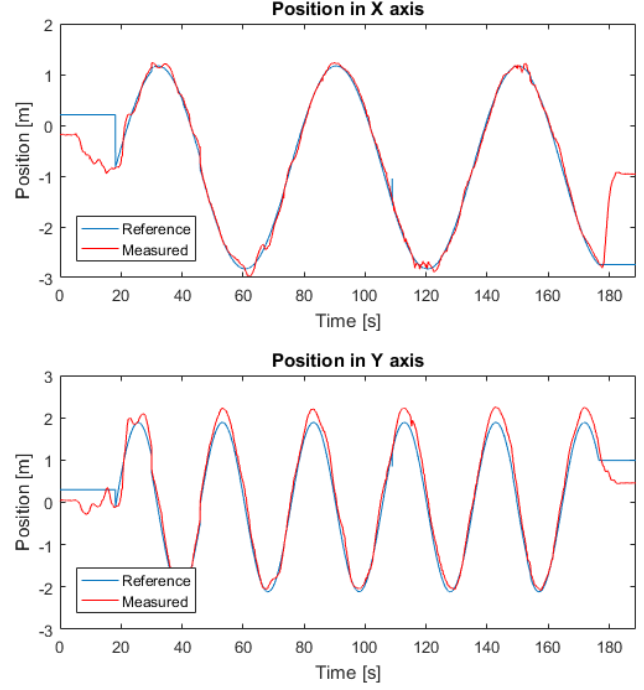 Position in X axis
2
1
0
-1
-2
-3
Position [m]
Reference
Measured
0 20 40 60 80 100 120 140 160 180
Time [s]
Position in Y axis
3
2
1
0
-1
-2
-3
Position [m]
Reference
Measured
0 20 40 60 80 100 120 140 160 180
Time [s]